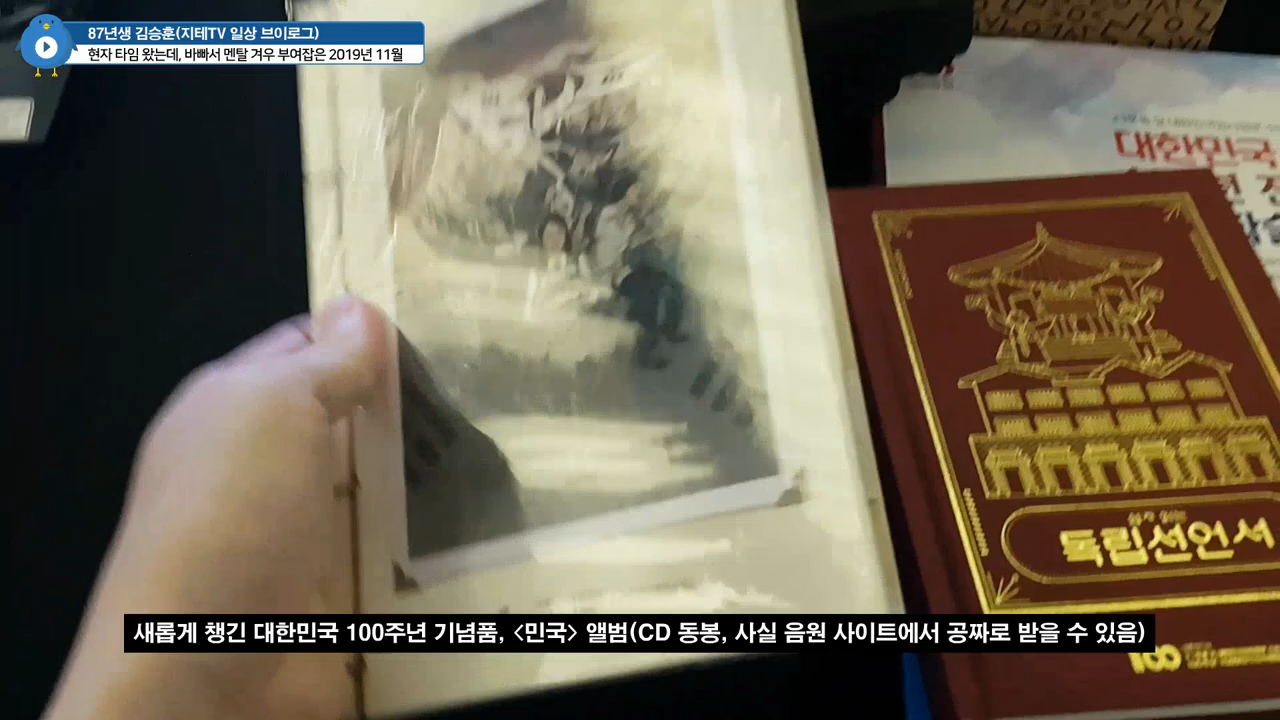 87년생 김승훈(지테TV 일상 브이로그)
현자 타임 왔는데, 바빠서 멘탈 겨우 부여잡은 2019년 11월
대한민국
독립선언서
새롭게 챙긴 대한민국 100주년 기념품, <민국> 앨범(CD 동봉, 사실 음원 사이트에서 공짜로 받을 수 있음)
100